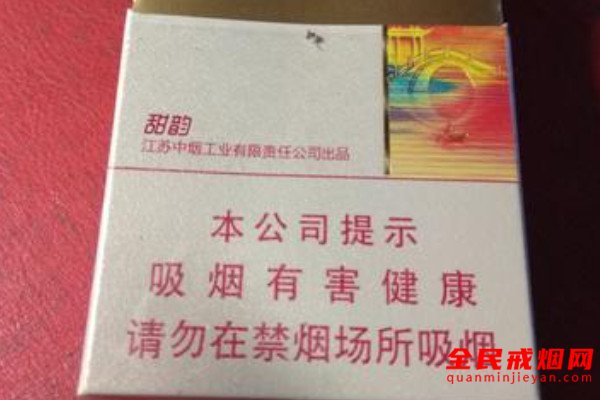 甜韵
江苏中烟工业有限责任公司出品
本公司提示
吸烟有害健康
请勿在禁烟场所吸烟
全民戒烟网
quanminjieyan.com